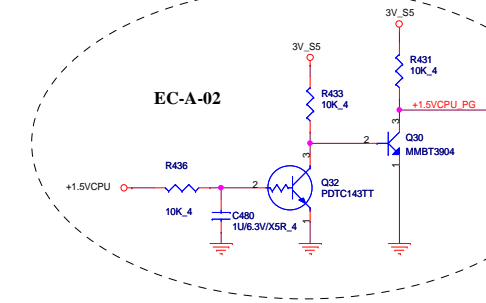 3V_S5
3V_S5
R431
10K_4
R433
10K_4
EC-A-02
+1.5VCPU_PG
3
2
Q30
MMBT3904
1
3
R436
+1.5VCPU
2
Q32
PDTC143TT
10K_4
C480
1U/6.3V/X5R_4
1